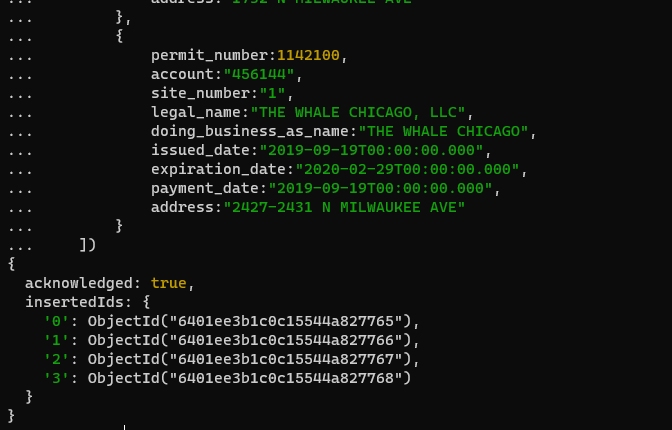 ... address:"1732 N MILWAUKEE AVE"
... },
... {
... permit_number:1142100,
... account:"456144",
... site_number:"1",
... legal_name:"THE WHALE CHICAGO, LLC",
... doing_business_as_name:"THE WHALE CHICAGO",
... issued_date:"2019-09-19T00:00:00.000",
... expiration_date:"2020-02-29T00:00:00.000",
... payment_date:"2019-09-19T00:00:00.000",
... address:"2427-2431 N MILWAUKEE AVE"
... }
... ])
{
acknowledged: true,
insertedIds: {
'0': ObjectId("6401ee3b1c0c15544a827765"),
'1': ObjectId("6401ee3b1c0c15544a827766"),
'2': ObjectId("6401ee3b1c0c15544a827767"),
'3': ObjectId("6401ee3b1c0c15544a827768")
}
}